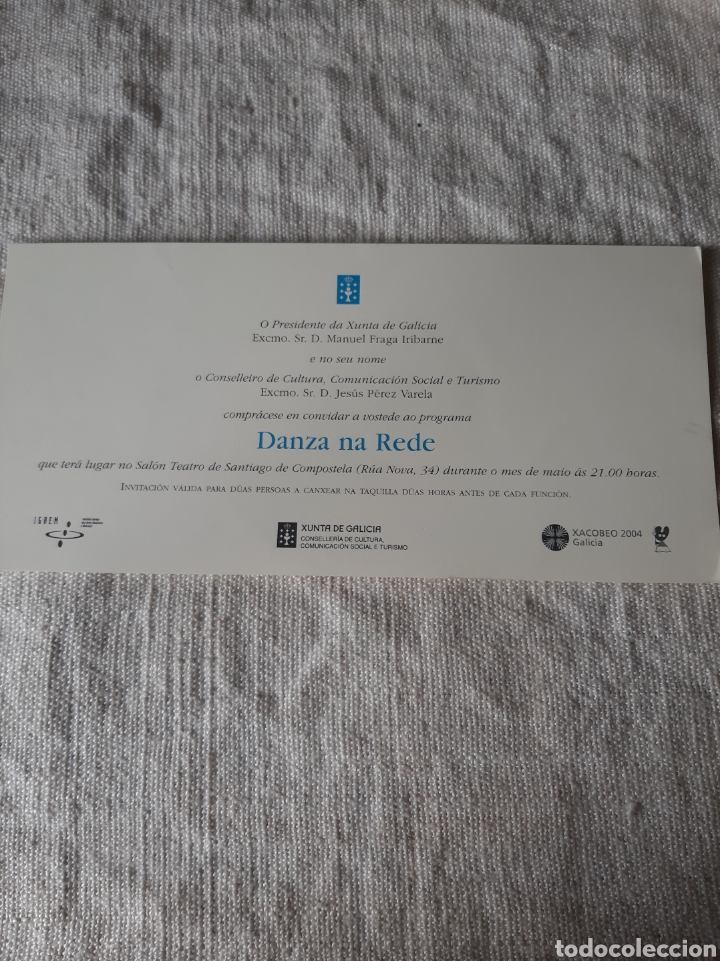 O Presidente da Xunta de Galicia
Excmo. Sr. D. Manuel Fraga Iribarne
e no seu nome
o Conselleiro de Cultura, Comunicación Social e Turismo
Excmo. Sr. D. Jesús Pérez Varela
comprácese en convidar a vostede ao programa
Danza na Rede
que terá lugar no Salón Teatro de Santiago de Compostela (Rúa Nova, 34) durante o mes de maio ás 21.00 horas.
INVITACIÓN VÁLIDA PARA DÚAS PERSOAS A CANXEAR NA TAQUILLA DÚAS HORAS ANTES DE CADA FUNCIÓN.
IGAEM
XUNTA DE GALICIA
CONSELLERÍA DE CULTURA,
COMUNICACIÓN SOCIAL E TURISMO
XACOBEO 2004
Galicia
todocoleccion